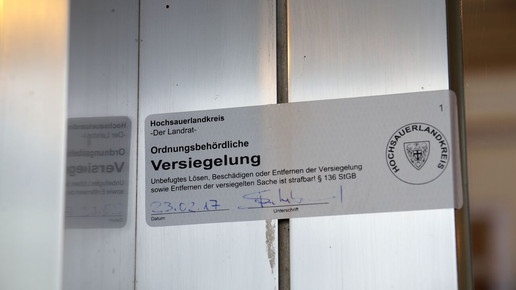 Hochsauerlandkreis
-Der Landrat-
Ordnungsbehördliche
Versiegelung
Unbefugtes Lösen, Beschädigen oder Entfernen der Versiegelung
sowie Entfernen der versiegelten Sache ist strafbar! § 136 StGB
23.02.17
Datum Unterschrift
1
HOCHSAUERLANDKREIS